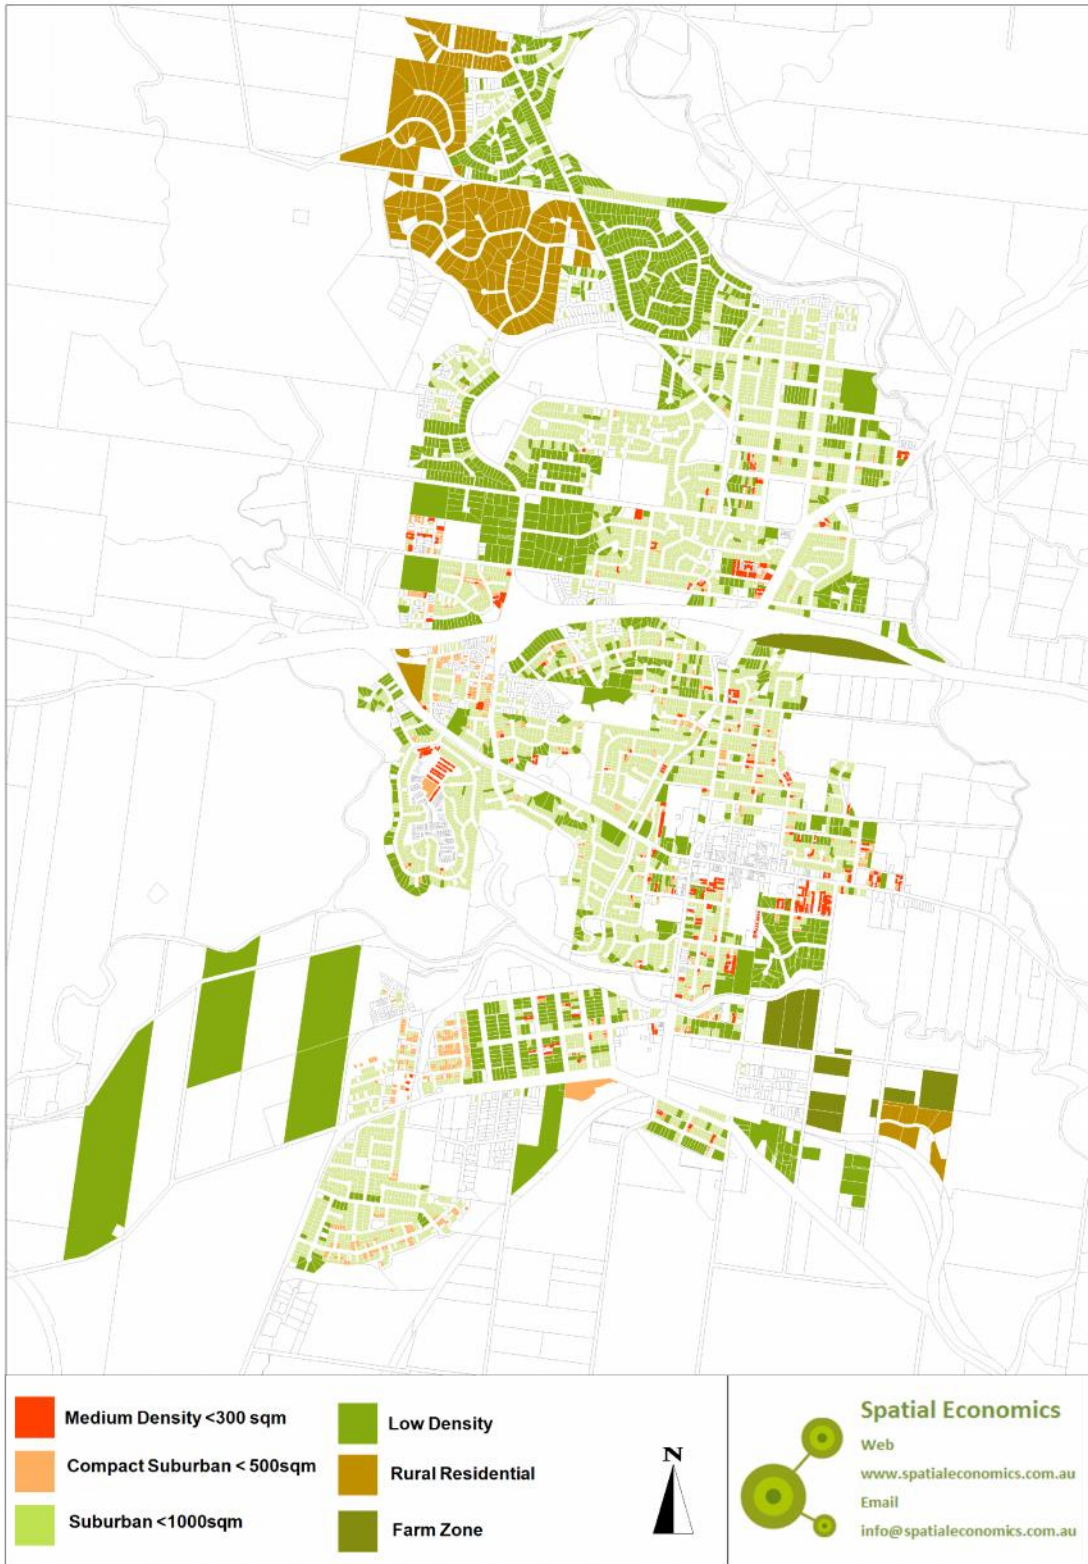 Medium Density <300 sqm
Compact Suburban < 500sqm
Suburban <1000sqm
Low Density
Rural Residential
Farm Zone
N
Spatial Economics
Web
www.spatialeconomics.com.au
Email
info@spatialeconomics.com.au